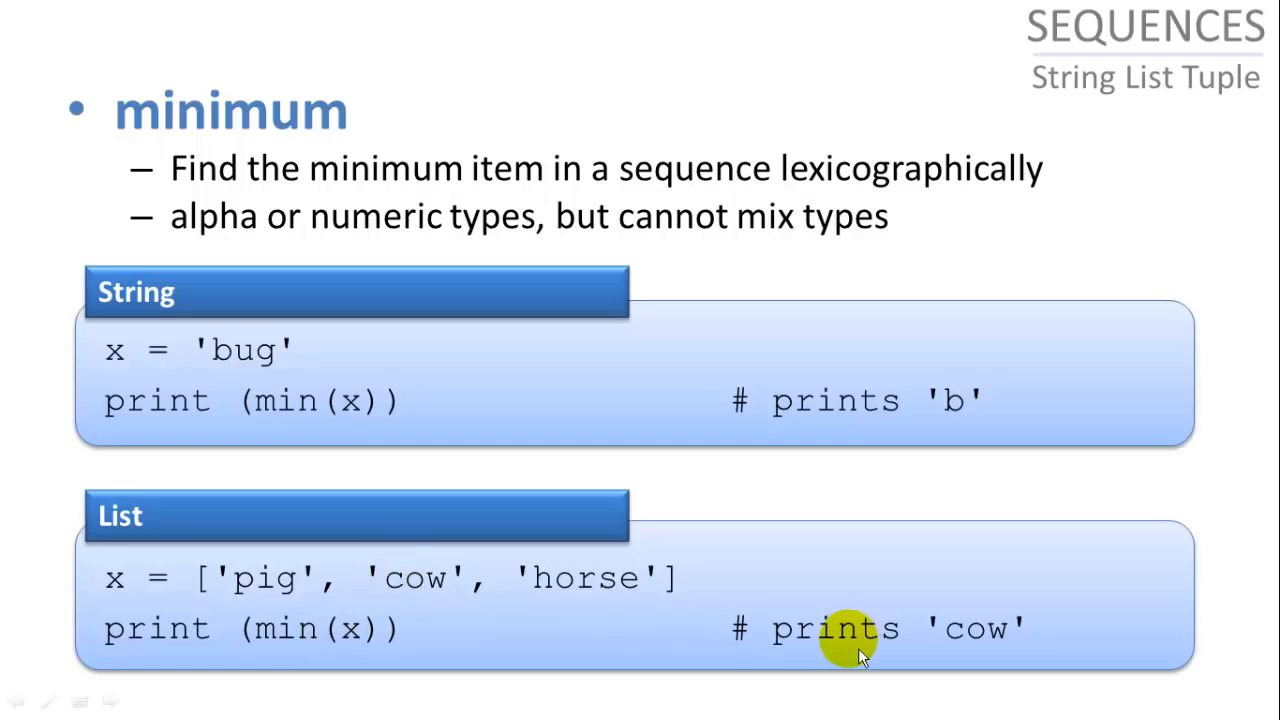 SEQUENCES
String List Tuple
• minimum
– Find the minimum item in a sequence lexicographically
– alpha or numeric types, but cannot mix types
String
x = 'bug'
print (min(x)) # prints 'b'
List
x = ['pig', 'cow', 'horse']
print (min(x)) # prints 'cow'